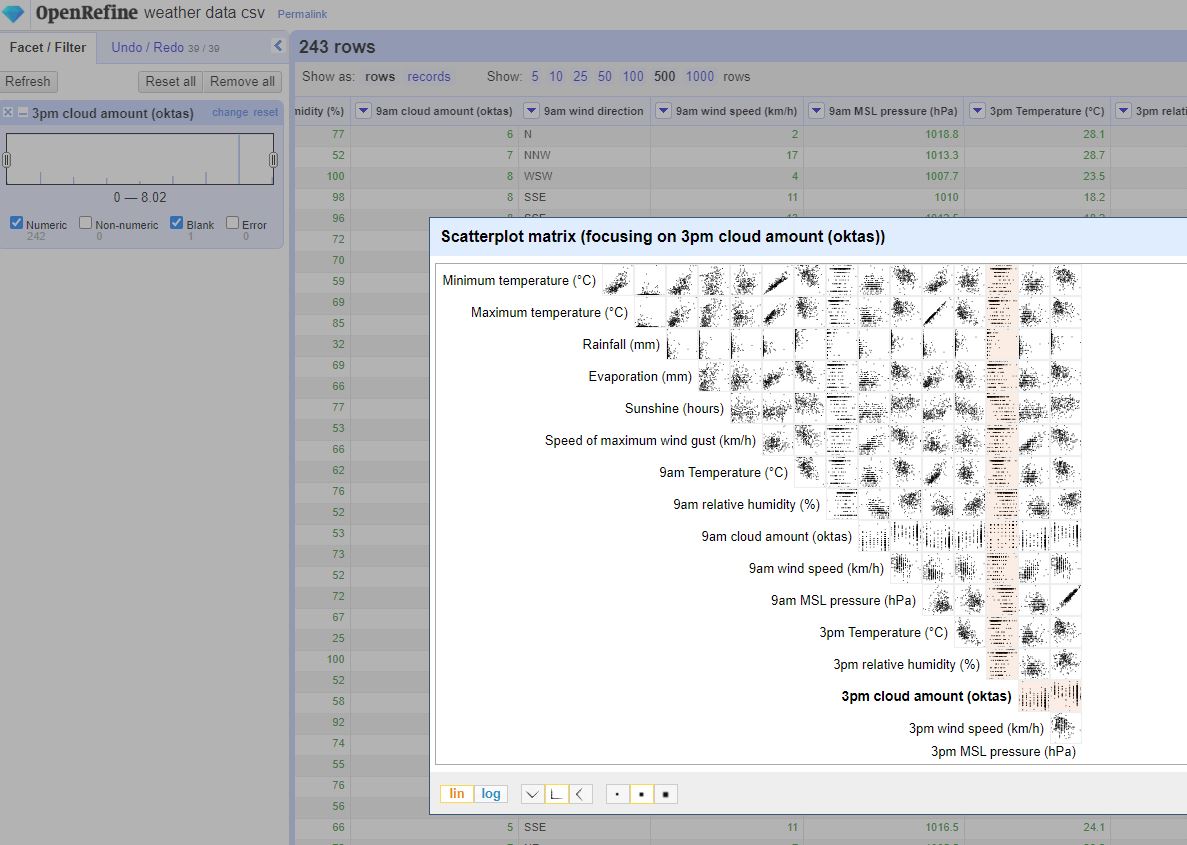 OpenRefine weather data csv Permalink
Facet / Filter Undo / Redo 39 / 39
243 rows
Refresh Reset all Remove all
Show as: rows records Show: 5 10 25 50 100 500 1000 rows
3pm cloud amount (oktas) change reset
midity (%) 9am cloud amount (oktas) 9am wind direction 9am wind speed (km/h) 9am MSL pressure (hPa) 3pm Temperature (°C) 3pm relati
0 — 8.02
Numeric Non-numeric Blank Error
242 0 1 0
77 6 N 2 1018.8 28.1
52 7 NNW 17 1013.3 28.7
100 8 WSW 4 1007.7 23.5
98 8 SSE 11 1010 18.2
96
72
70
59
69
85
32
69
66
77
53
66
62
76
52
53
73
52
72
67
25
100
52
58
92
74
55
76
56
66 5 SSE 11 1016.5 24.1
Scatterplot matrix (focusing on 3pm cloud amount (oktas))
Minimum temperature (°C)
Maximum temperature (°C)
Rainfall (mm)
Evaporation (mm)
Sunshine (hours)
Speed of maximum wind gust (km/h)
9am Temperature (°C)
9am relative humidity (%)
9am cloud amount (oktas)
9am wind speed (km/h)
9am MSL pressure (hPa)
3pm Temperature (°C)
3pm relative humidity (%)
3pm cloud amount (oktas)
3pm wind speed (km/h)
3pm MSL pressure (hPa)
lin log